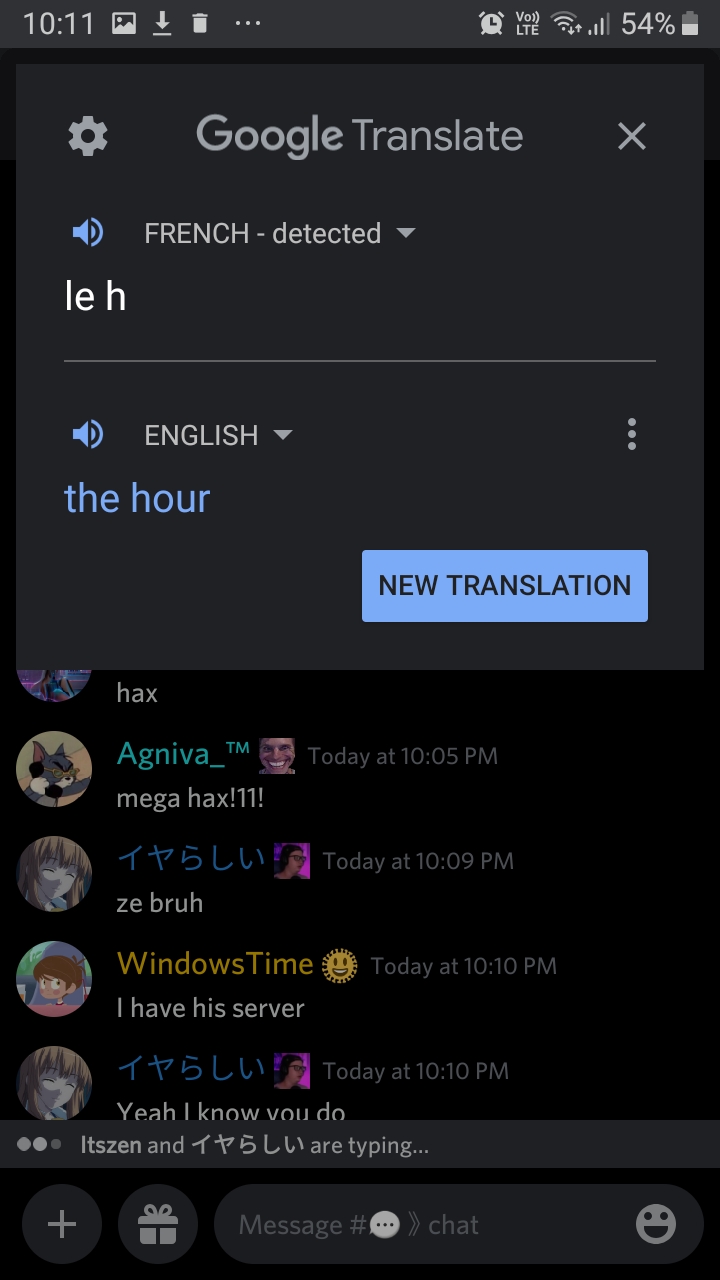 10:11 ... Vo)) LTE 54%
Google Translate
FRENCH - detected
le h
ENGLISH
the hour
NEW TRANSLATION
hax
Agniva_™ Today at 10:05 PM
mega hax!11!
イヤらしい Today at 10:09 PM
ze bruh
WindowsTime Today at 10:10 PM
I have his server
イヤらしい Today at 10:10 PM
Yeah I know you do
Itszen and イヤらしい are typing...
Message #💬》chat